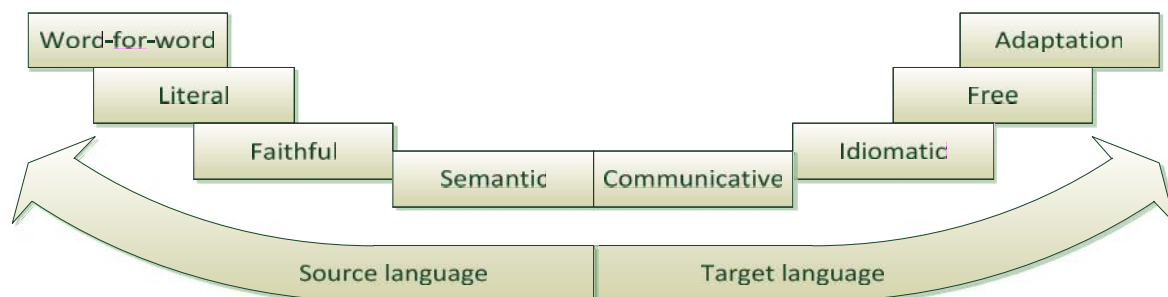 Word-for-word
Adaptation
Literal
Free
Faithful
Idiomatic
Semantic
Communicative
Source language
Target language